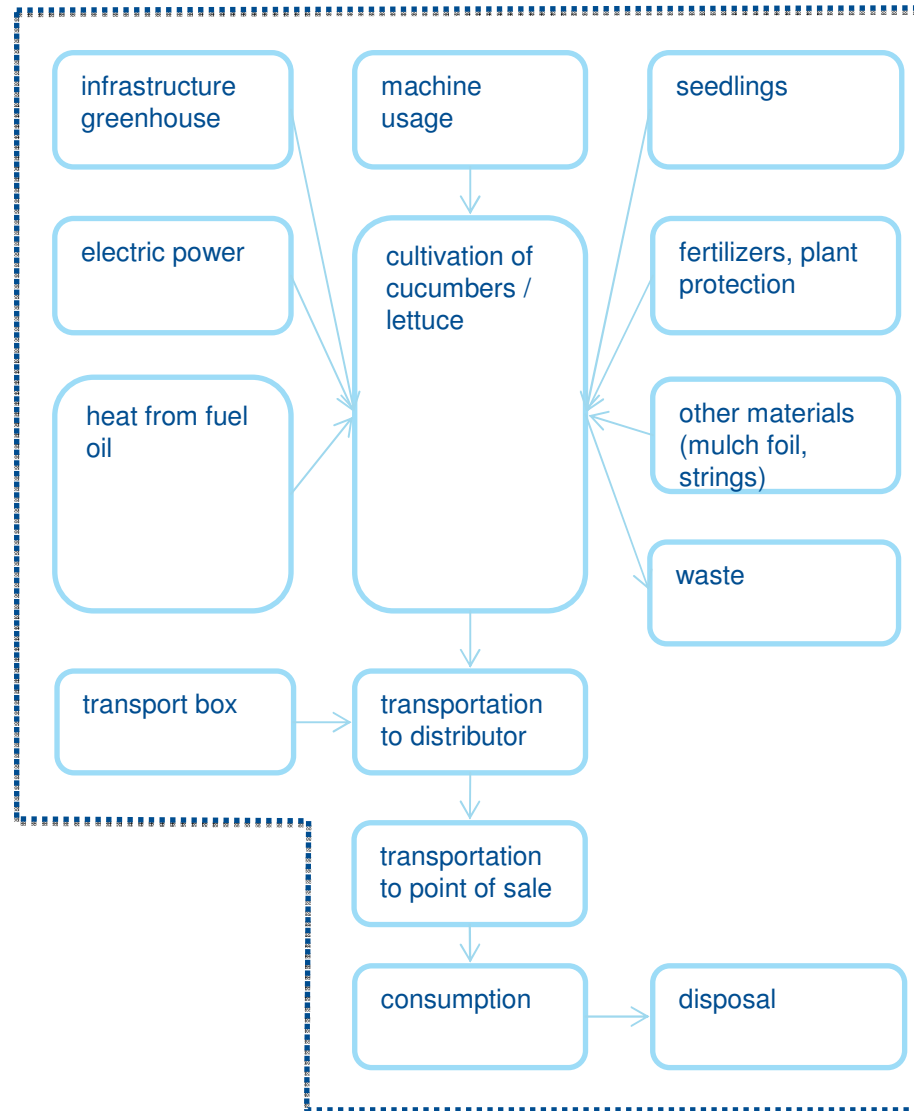 infrastructure
greenhouse
machine
usage
seedlings
electric power
cultivation of
cucumbers /
lettuce
fertilizers, plant
protection
heat from fuel
oil
other materials
(mulch foil,
strings)
waste
transport box
transportation
to distributor
transportation
to point of sale
consumption
disposal